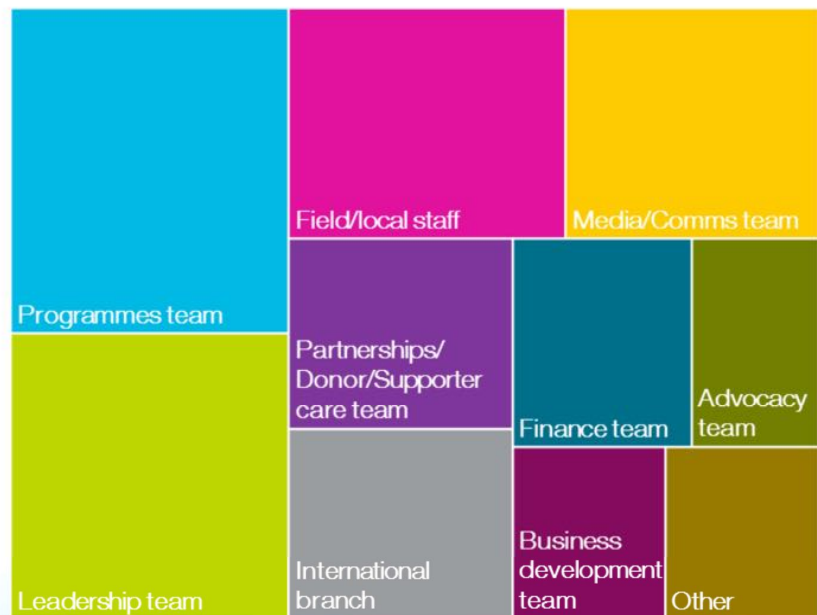 Programmes team
Field/local staff
Media/Comms team
Partnerships/
Donor/Supporter
care team
Finance team
Advocacy
team
Leadership team
International
branch
Business
development
team
Other